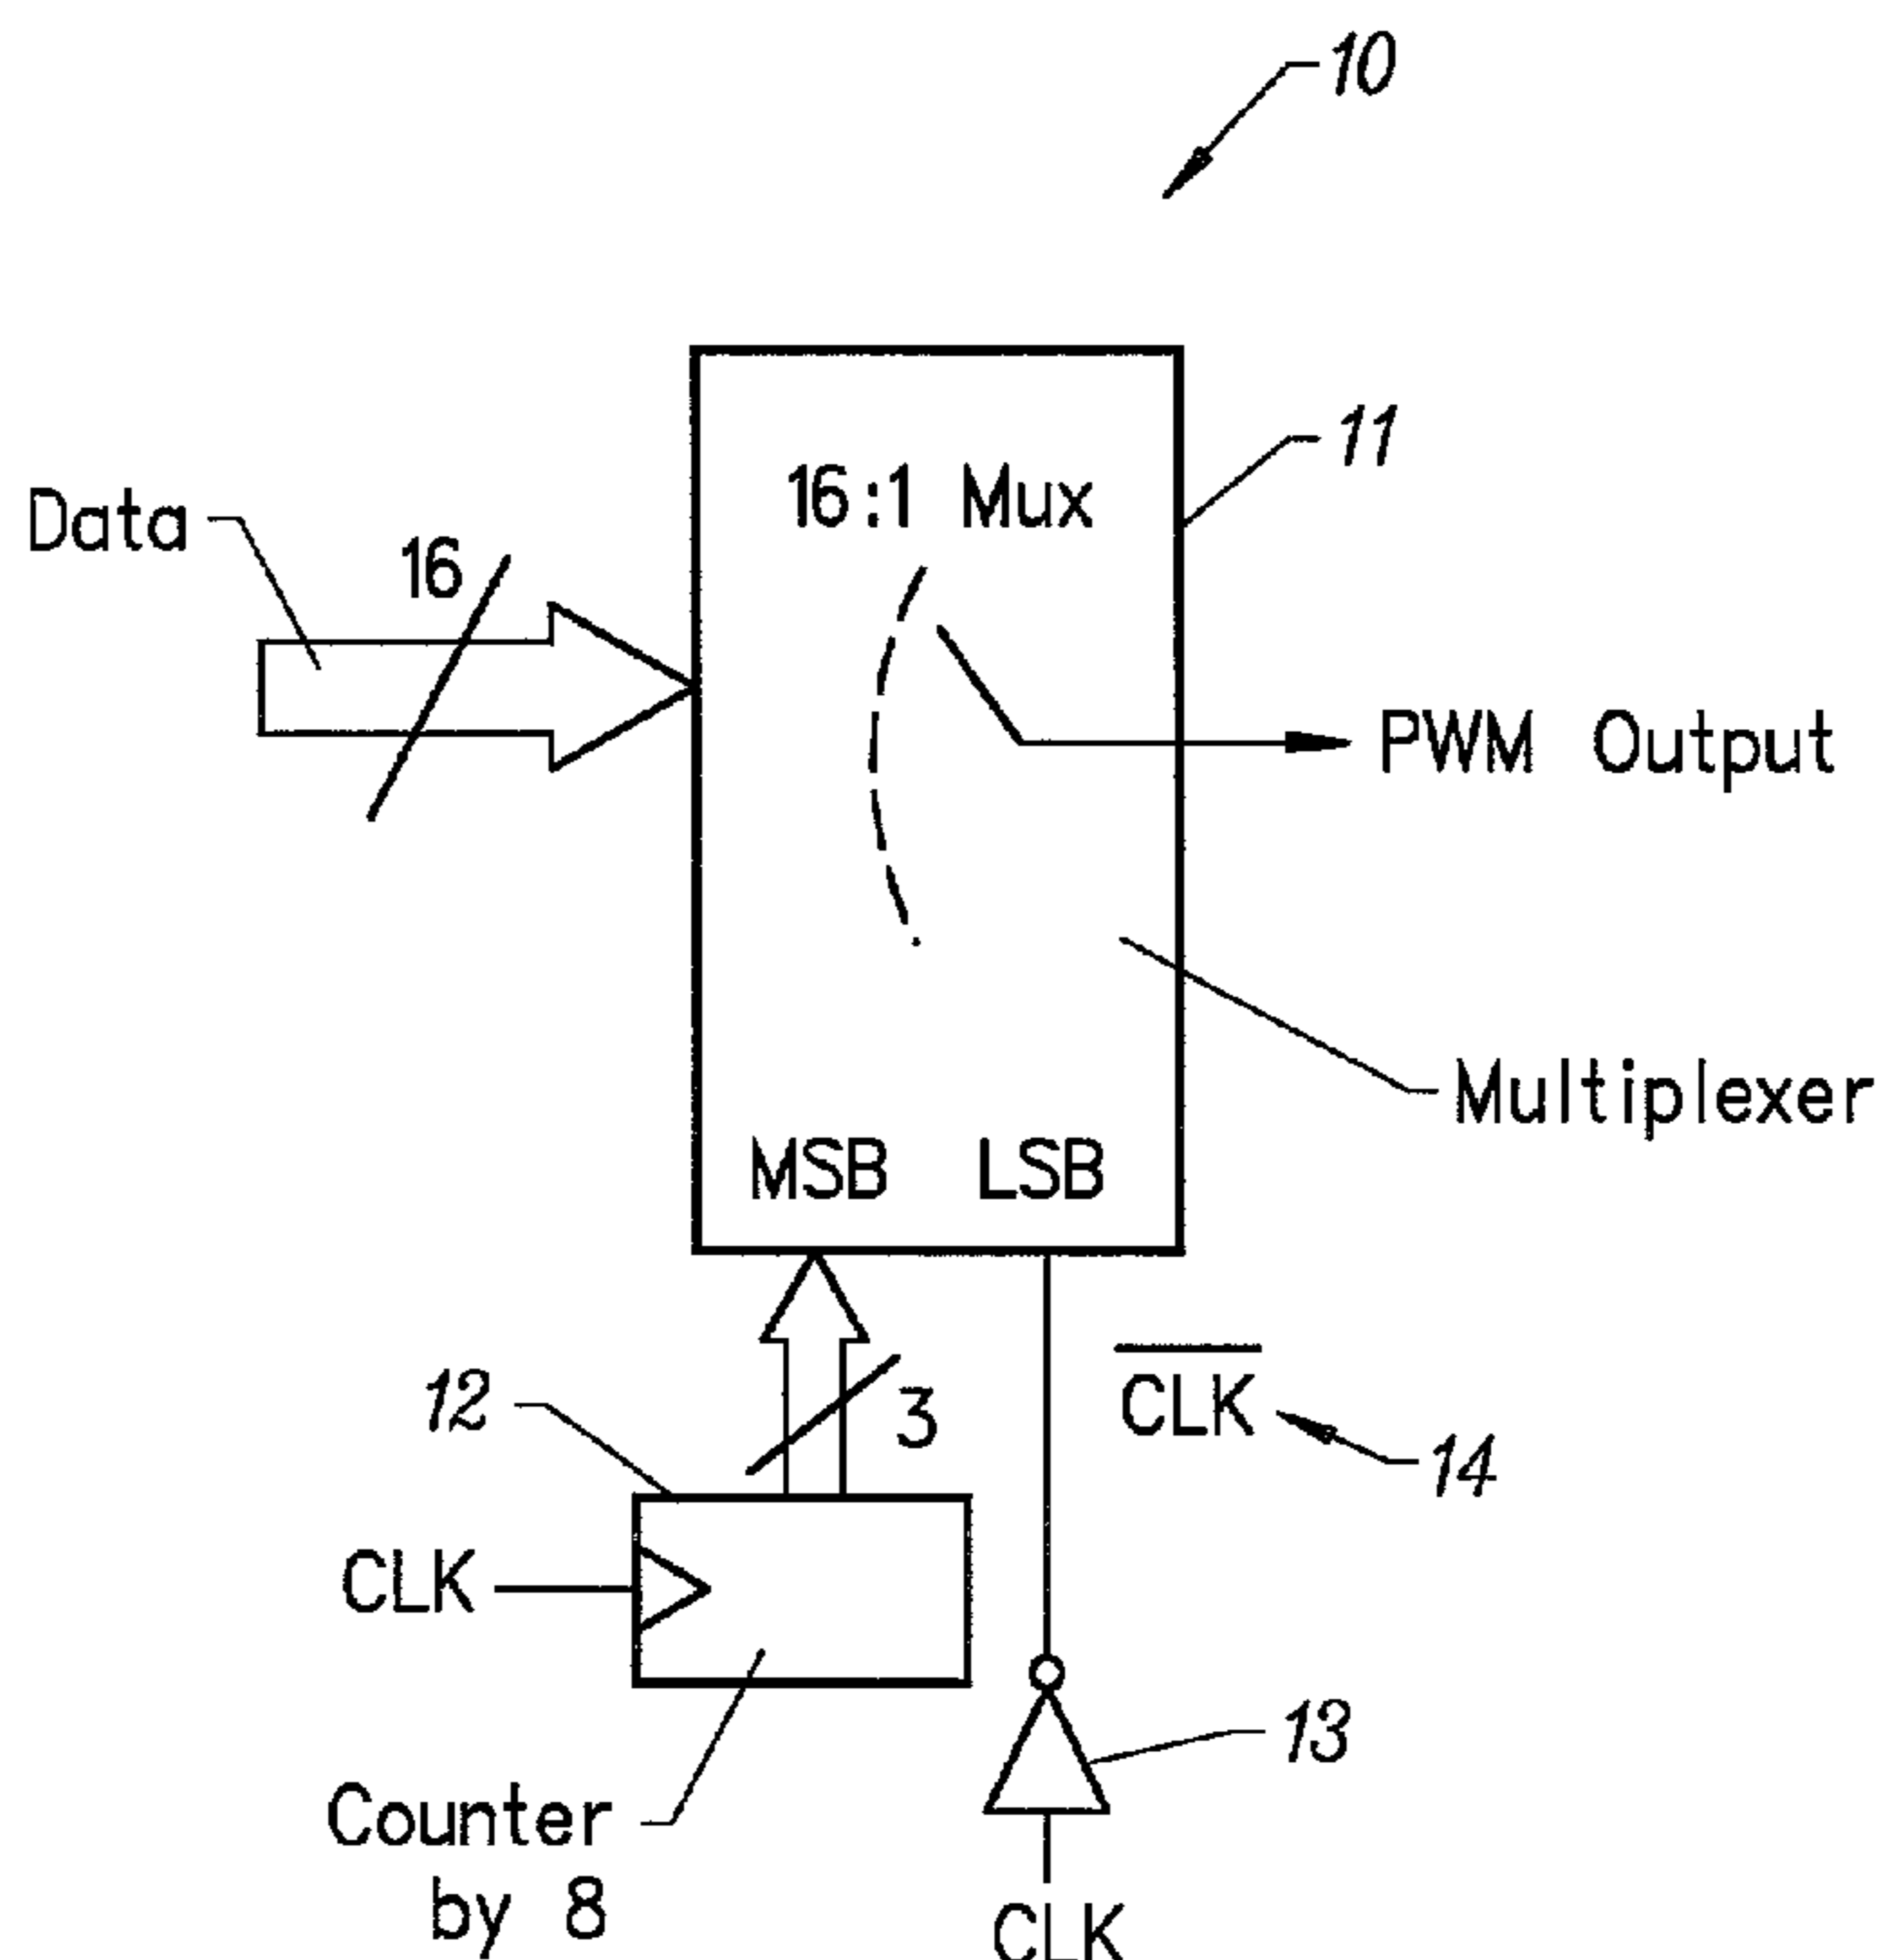 10
11
16:1 Mux
Data
16
PWM Output
Multiplexer
MSB LSB
12
3
CLK
14
CLK
13
Counter
by 8
CLK